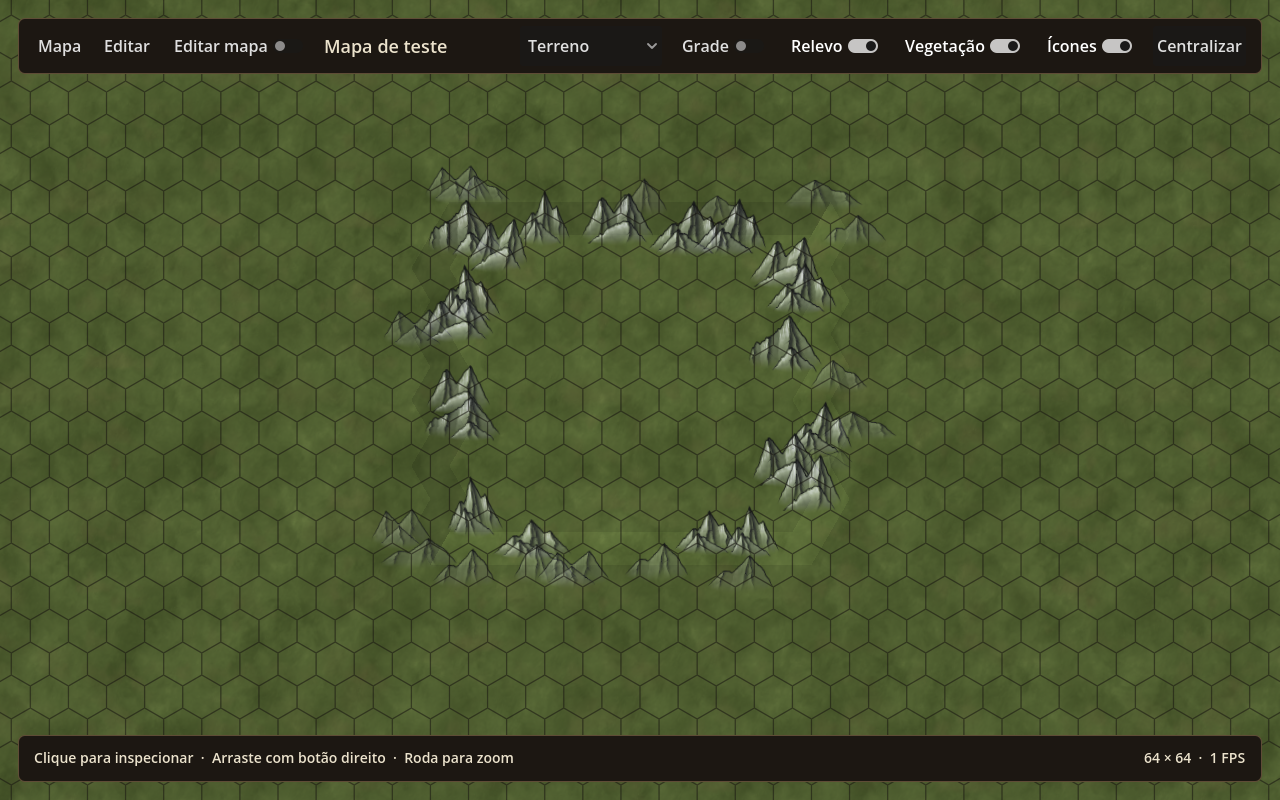 Mapa Editar Editar mapa Mapa de teste Terreno Grade Relevo Vegetação Ícones Centralizar
Clique para inspecionar · Arraste com botão direito · Roda para zoom 64 × 64 · 1 FPS